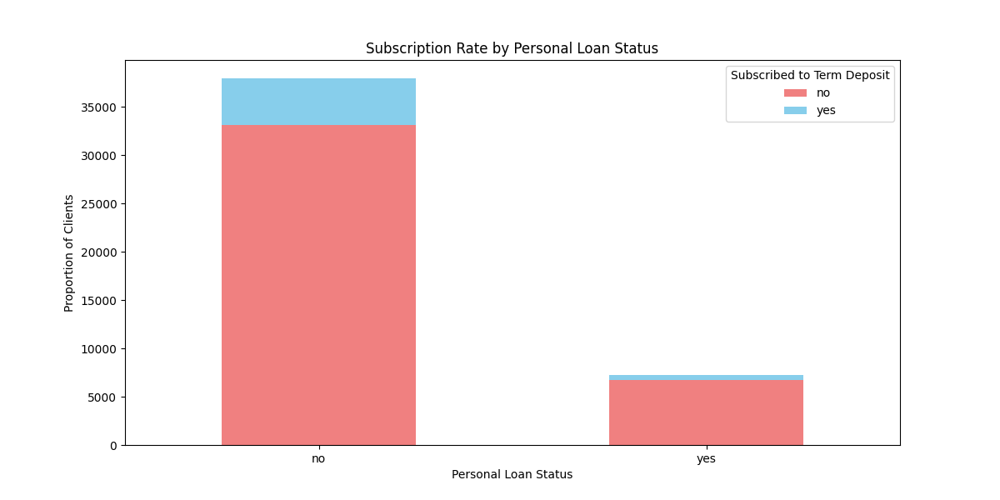 Subscription Rate by Personal Loan Status
Subscribed to Term Deposit
no
yes
Proportion of Clients
35000
30000
25000
20000
15000
10000
5000
0
no
yes
Personal Loan Status